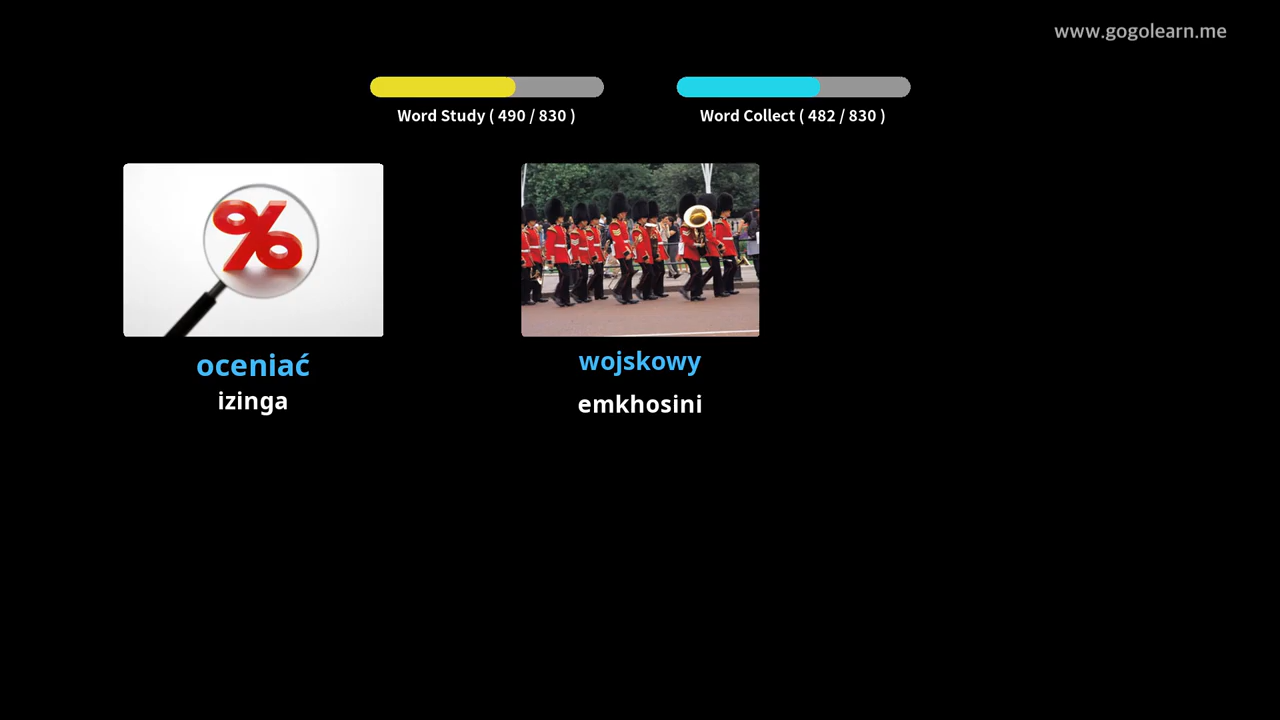 www.gogolearn.me
Word Study ( 490 / 830 )
Word Collect ( 482 / 830 )
%
oceniać
izinga
wojskowy
emkhosini